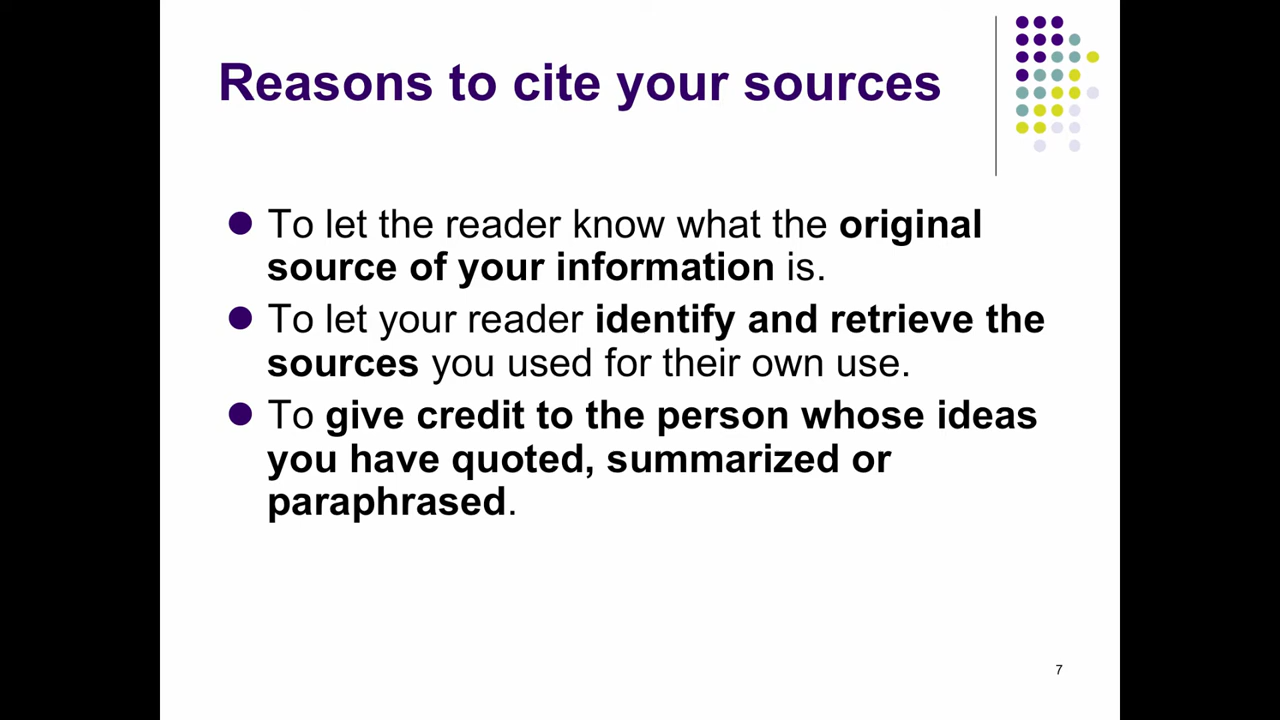 Reasons to cite your sources
To let the reader know what the original
source of your information is.
To let your reader identify and retrieve the
sources you used for their own use.
To give credit to the person whose ideas
you have quoted, summarized or
paraphrased.
7